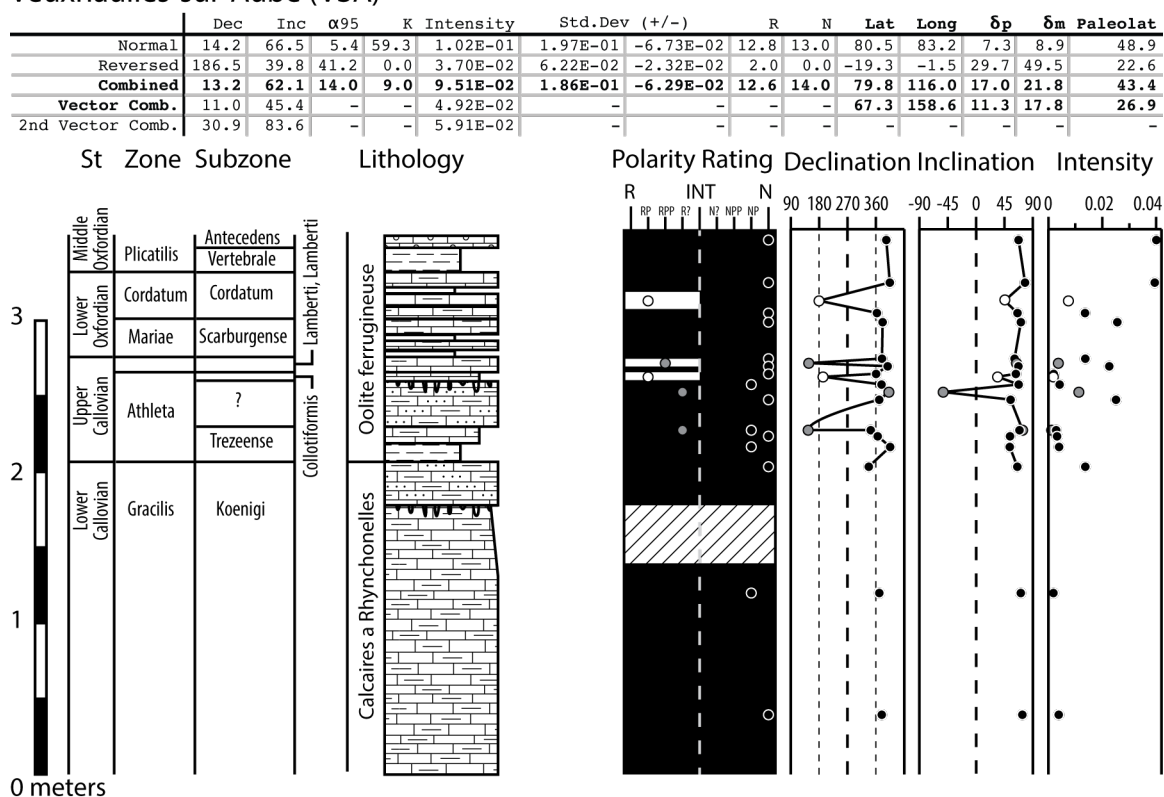 Veuxhaulles-sur-Aube (VSA)
Dec Inc α95 K Intensity Std.Dev (+/-) R N Lat Long δp δm Paleolat
Normal 14.2 66.5 5.4 59.3 1.02E-01 1.97E-01 -6.73E-02 12.8 13.0 80.5 83.2 7.3 8.9 48.9
Reversed 186.5 39.8 41.2 0.0 3.70E-02 6.22E-02 -2.32E-02 2.0 0.0 -19.3 -1.5 29.7 49.5 22.6
Combined 13.2 62.1 14.0 9.0 9.51E-02 1.86E-01 -6.29E-02 12.6 14.0 79.8 116.0 17.0 21.8 43.4
Vector Comb. 11.0 45.4 - - 4.92E-02 - - - - 67.3 158.6 11.3 17.8 26.9
2nd Vector Comb. 30.9 83.6 - - 5.91E-02 - - - - - - - - -
St Zone Subzone Lithology Polarity Rating Declination Inclination Intensity
R INT N
RP RPP R? N? NPP NP
90 180 270 360 -90 -45 0 45 90 0 0.02 0.04
Middle
Oxfordian
Plicatilis
Antecedens
Vertebrale
Lower
Oxfordian
Cordatum
Cordatum
Mariae
Scarburgense
Lamberti, Lamberti
Upper
Callovian
Athleta
?
Trezeense
Collotiformis
Lower
Callovian
Gracilis
Koenigi
Oolite ferrugineuse
Calcaires a Rhynchonelles
3
2
1
0 meters